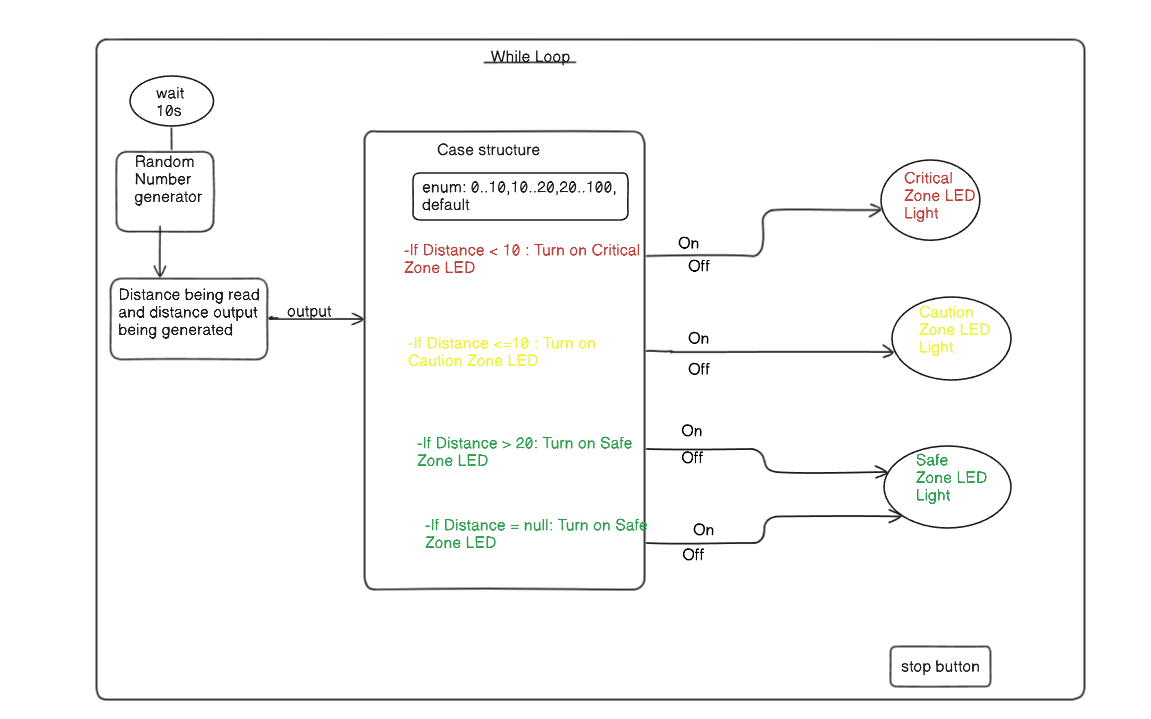 While Loop
wait
10s
Random
Number
generator
Distance being read
and distance output
being generated
output
Case structure
enum: 0..10,10..20,20..100,
default
-If Distance < 10 : Turn on Critical
Zone LED
-If Distance <=10 : Turn on
Caution Zone LED
-If Distance > 20: Turn on Safe
Zone LED
-If Distance = null: Turn on Safe
Zone LED
On
Off
On
Off
On
Off
On
Off
Critical
Zone LED
Light
Caution
Zone LED
Light
Safe
Zone LED
Light
stop button